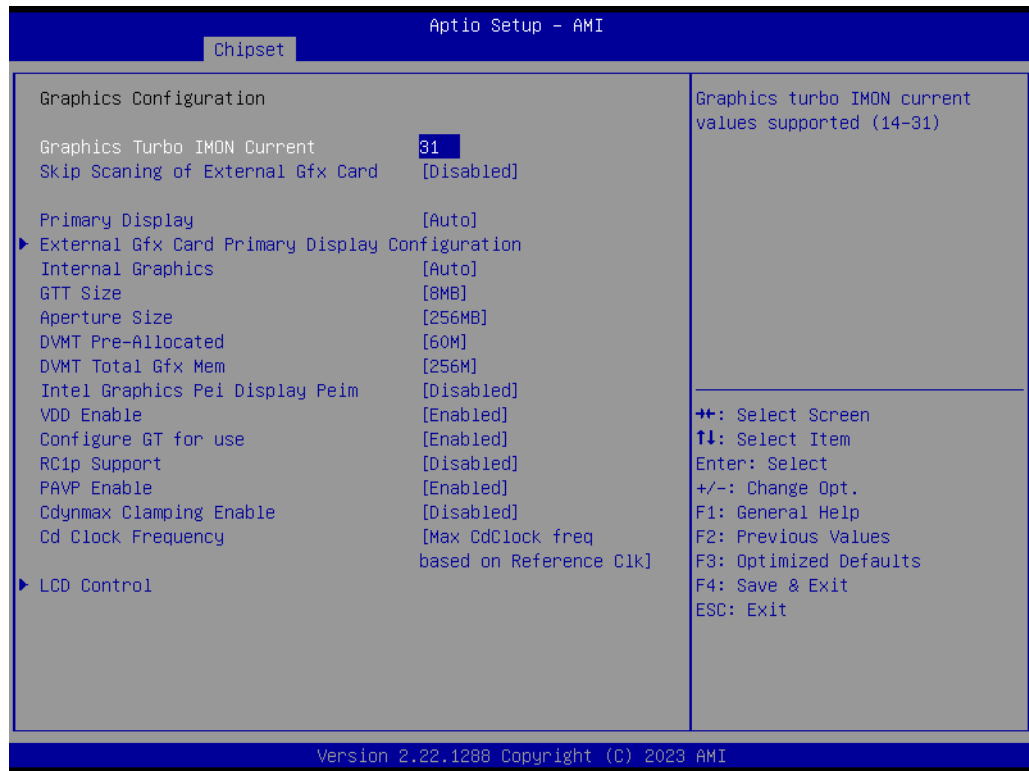 Aptio Setup – AMI
Chipset
Graphics Configuration
Graphics Turbo IMON Current 31
Skip Scaning of External Gfx Card [Disabled]
Primary Display [Auto]
▶ External Gfx Card Primary Display Configuration
Internal Graphics [Auto]
GTT Size [8MB]
Aperture Size [256MB]
DVMT Pre-Allocated [60M]
DVMT Total Gfx Mem [256M]
Intel Graphics Pei Display Peim [Disabled]
VDD Enable [Enabled]
Configure GT for use [Enabled]
RC1p Support [Disabled]
PAVP Enable [Enabled]
Cdynmax Clamping Enable [Disabled]
Cd Clock Frequency [Max CdClock freq
based on Reference Clk]
▶ LCD Control
Graphics turbo IMON current
values supported (14-31)
→←: Select Screen
↑↓: Select Item
Enter: Select
+/-: Change Opt.
F1: General Help
F2: Previous Values
F3: Optimized Defaults
F4: Save & Exit
ESC: Exit
Version 2.22.1288 Copyright (C) 2023 AMI